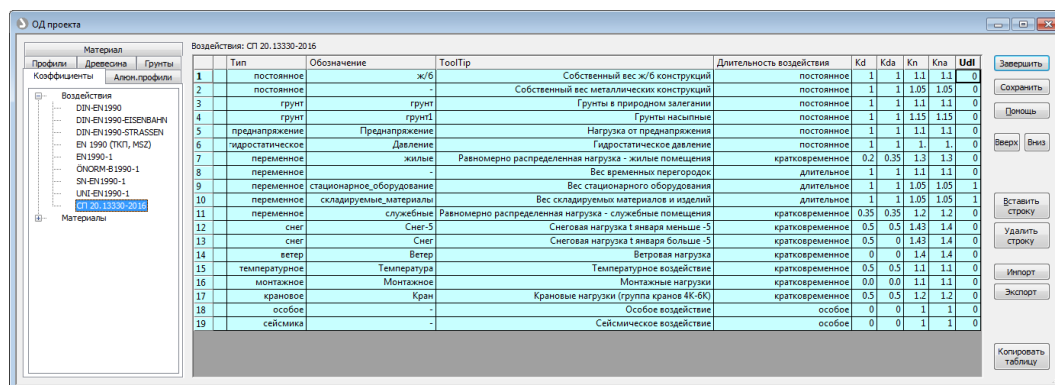 ОД проекта
Материал
Профили Древесина Грунты
Коэффициенты Алюн.профили
Воздействия
DIN-EN1990
DIN-EN1990-EISENBAHN
DIN-EN1990-STRASSEN
EN 1990 (ТКП, MSZ)
EN1990-1
ÖNORM-B1990-1
SN-EN1990-1
UNI-EN1990-1
СП 20.13330-2016
Материалы
Воздействия: СП 20.13330-2016
Тип Обозначение ToolTip Длительность воздействия Kd Kda Kn Kna Udl
1 постоянное ж/б Собственный вес ж/б конструкций постоянное 1 1 1.1 1.1 0
2 постоянное - Собственный вес металлических конструкций постоянное 1 1 1.05 1.05 0
3 грунт грунт Грунты в природном залегании постоянное 1 1 1.1 1.1 0
4 грунт грунт1 Грунты насыпные постоянное 1 1 1.15 1.15 0
5 преднапряжение Преднапряжение Нагрузка от преднапряжения постоянное 1 1 1.1 1.1 0
6 гидростатическое Давление Гидростатическое давление постоянное 1 1 1. 1. 0
7 переменное жилые Равномерно распределенная нагрузка - жилые помещения кратковременное 0.2 0.35 1.3 1.3 0
8 переменное - Вес временных перегородок длительное 1 1 1.1 1.1 0
9 переменное стационарное_оборудование Вес стационарного оборудования длительное 1 1 1.05 1.05 1
10 переменное складируемые_материалы Вес складируемых материалов и изделий длительное 1 1 1.05 1.05 1
11 переменное служебные Равномерно распределенная нагрузка - служебные помещения кратковременное 0.35 0.35 1.2 1.2 0
12 снег Снег-5 Снеговая нагрузка t января меньше -5 кратковременное 0.5 0.5 1.43 1.4 0
13 снег Снег Снеговая нагрузка t января больше -5 кратковременное 0.5 0 1.43 1.4 0
14 ветер Ветер Ветровая нагрузка кратковременное 0 0 1.4 1.4 0
15 температурное Температура Температурное воздействие кратковременное 0.5 0.5 1.1 1.1 0
16 монтажное Монтажное Монтажные нагрузки кратковременное 0.0 0.0 1.1 1.1 0
17 крановое Кран Крановые нагрузки (группа кранов 4К-6К) кратковременное 0.5 0.5 1.2 1.2 0
18 особое - Особое воздействие особое 0 0 1 1 0
19 сейсмика - Сейсмическое воздействие особое 0 0 1 1 0
Завершить
Сохранить
Помощь
Вверх Вниз
Вставить
строку
Удалить
строку
Импорт
Экспорт
Копировать
таблицу